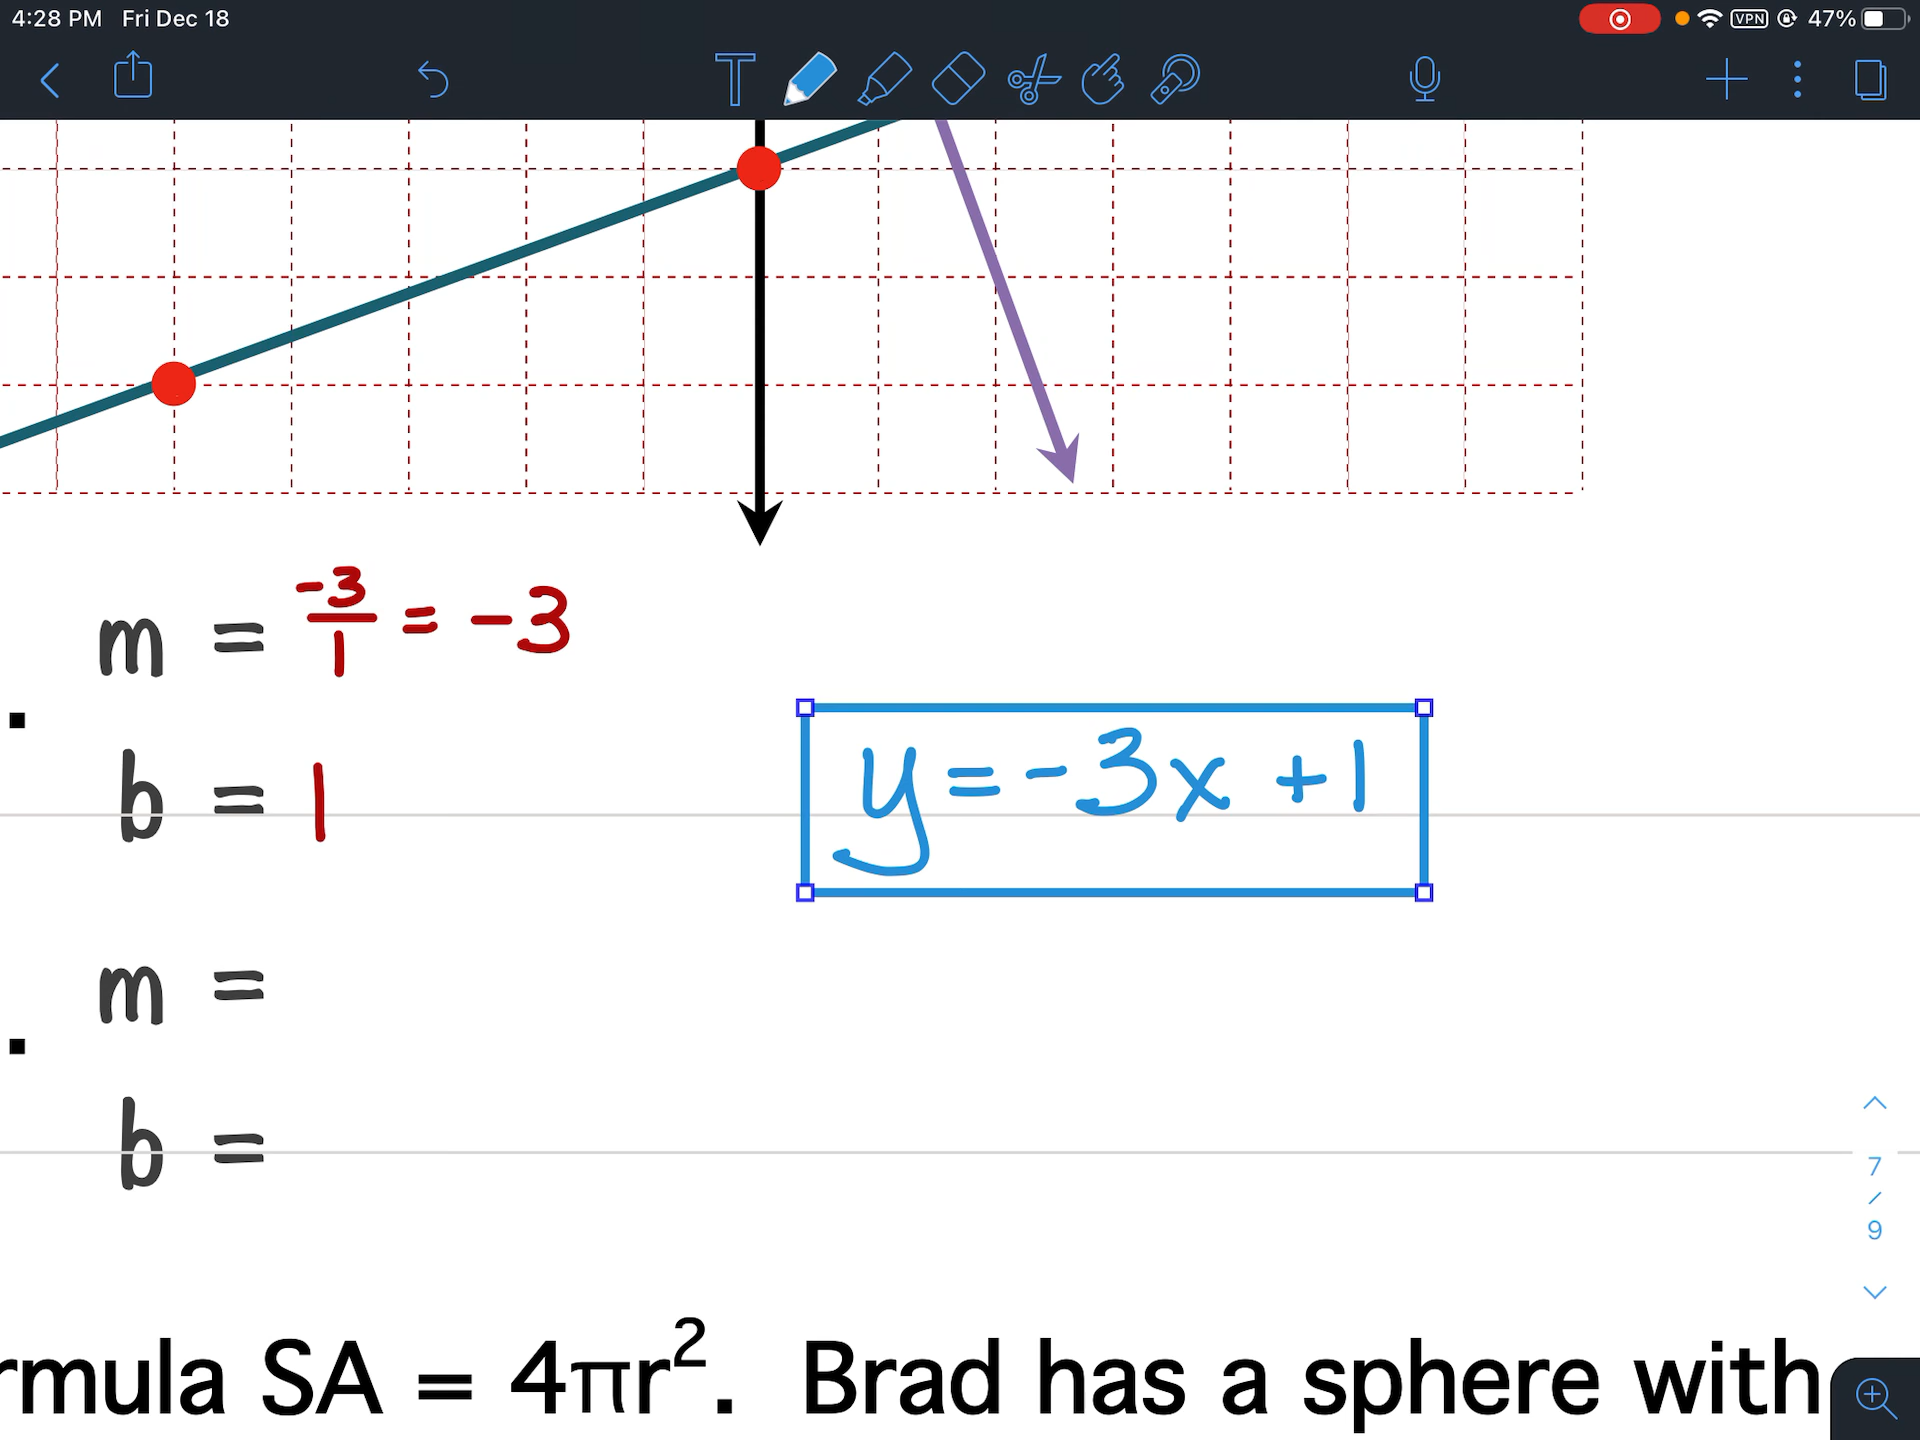 4:28 PM Fri Dec 18
VPN 47%
m = -3/1 = -3
.
b = 1
y = -3x + 1
m =
.
b =
7
/
9
rmula SA = 4πr². Brad has a sphere with